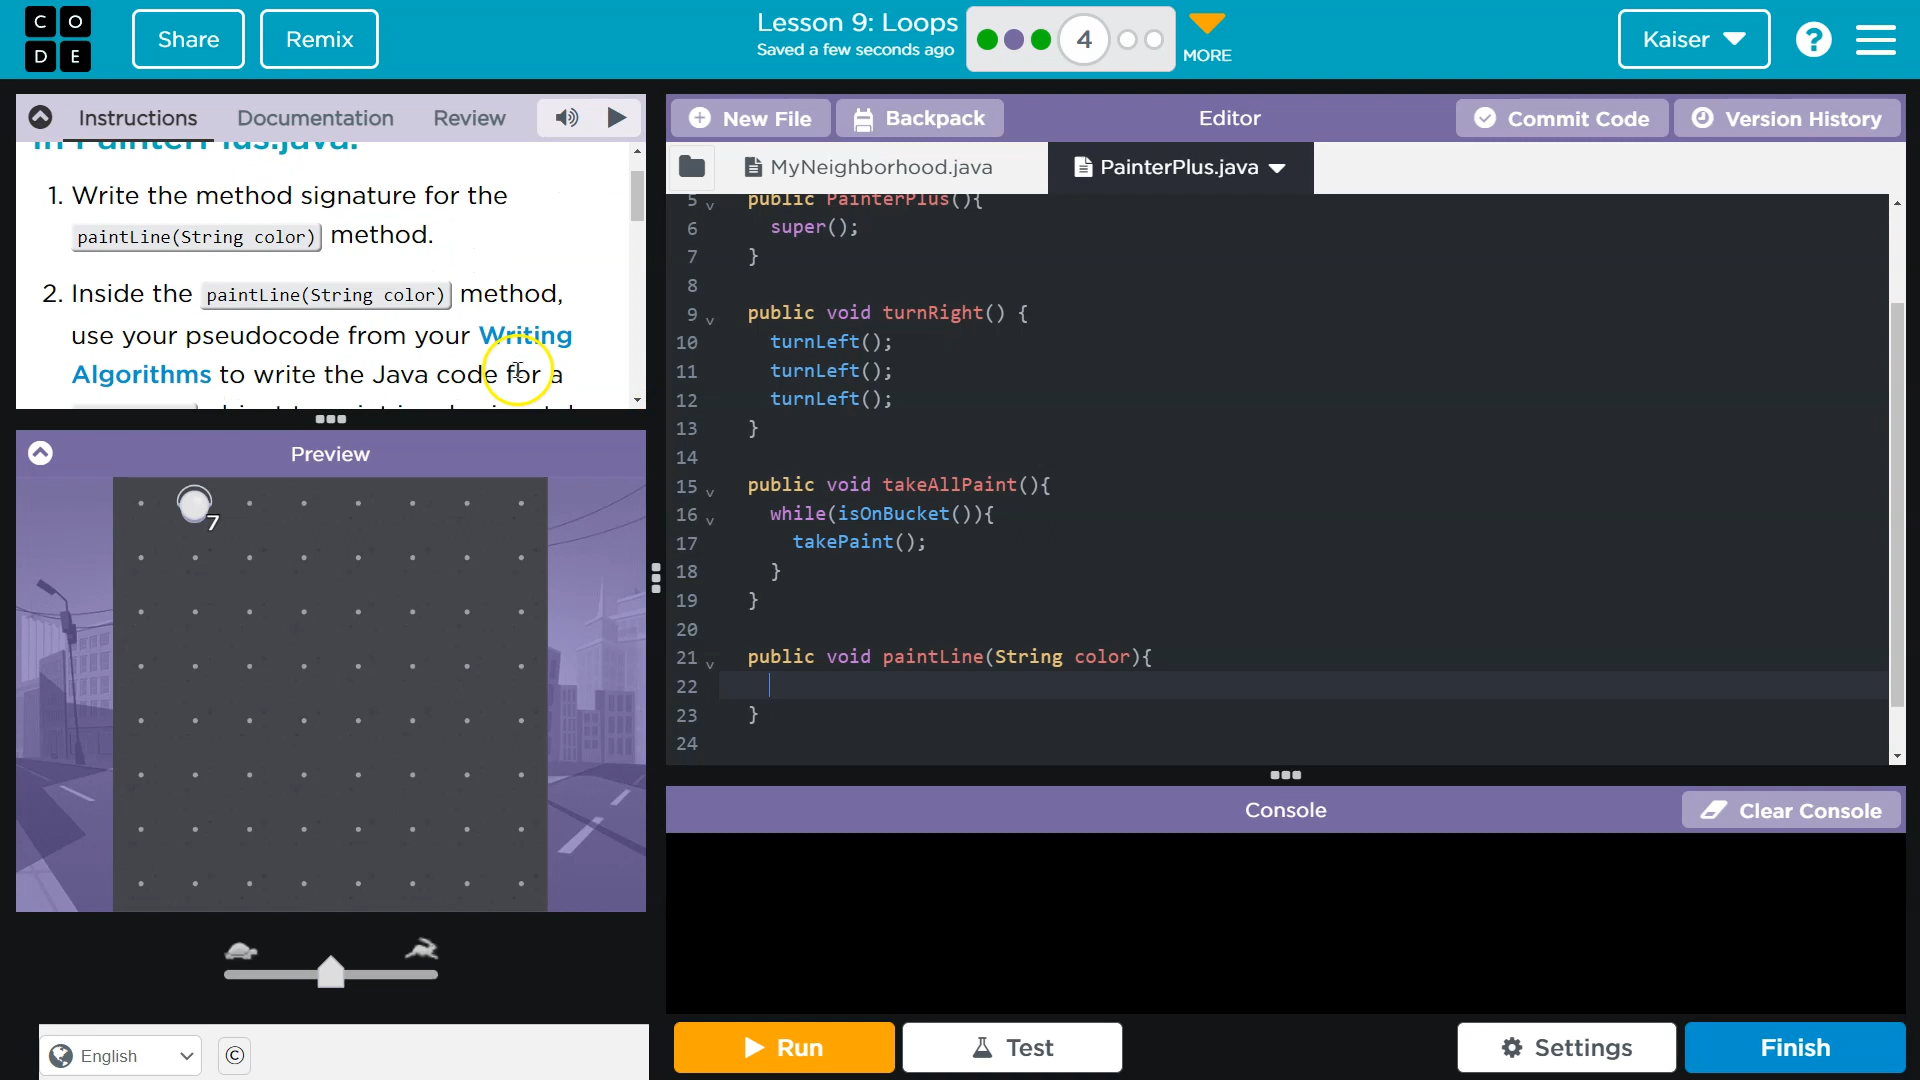 C O
D E
Share
Remix
Lesson 9: Loops
Saved a few seconds ago
4
MORE
Kaiser
?
Instructions
Documentation
Review
in PainterPlus.java:
1. Write the method signature for the
paintLine(String color) method.
2. Inside the paintLine(String color) method,
use your pseudocode from your Writing
Algorithms to write the Java code for a
Preview
7
English
©
New File
Backpack
Editor
Commit Code
Version History
MyNeighborhood.java
PainterPlus.java
5 public PainterPlus(){
6 super();
7 }
8
9 public void turnRight() {
10 turnLeft();
11 turnLeft();
12 turnLeft();
13 }
14
15 public void takeAllPaint(){
16 while(isOnBucket()){
17 takePaint();
18 }
19 }
20
21 public void paintLine(String color){
22
23 }
24
Console
Clear Console
Run
Test
Settings
Finish